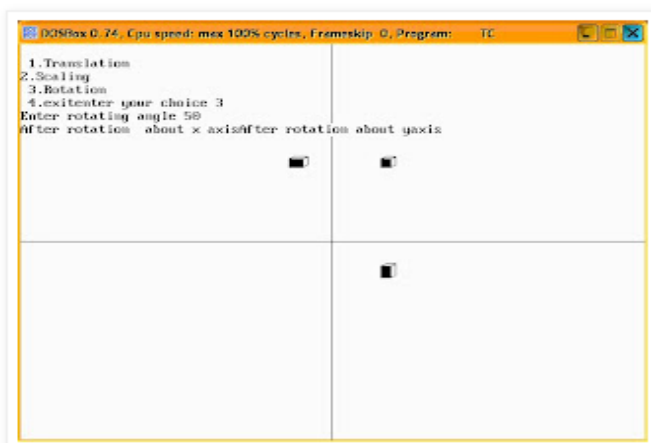 DOSBox 0.74, Cpu speed: max 100% cycles, Frameskip 0, Program: TC
1.Translation
2.Scaling
3.Rotation
4.exitenter your choice 3
Enter rotating angle 50
After rotation about x axisAfter rotation about yaxis